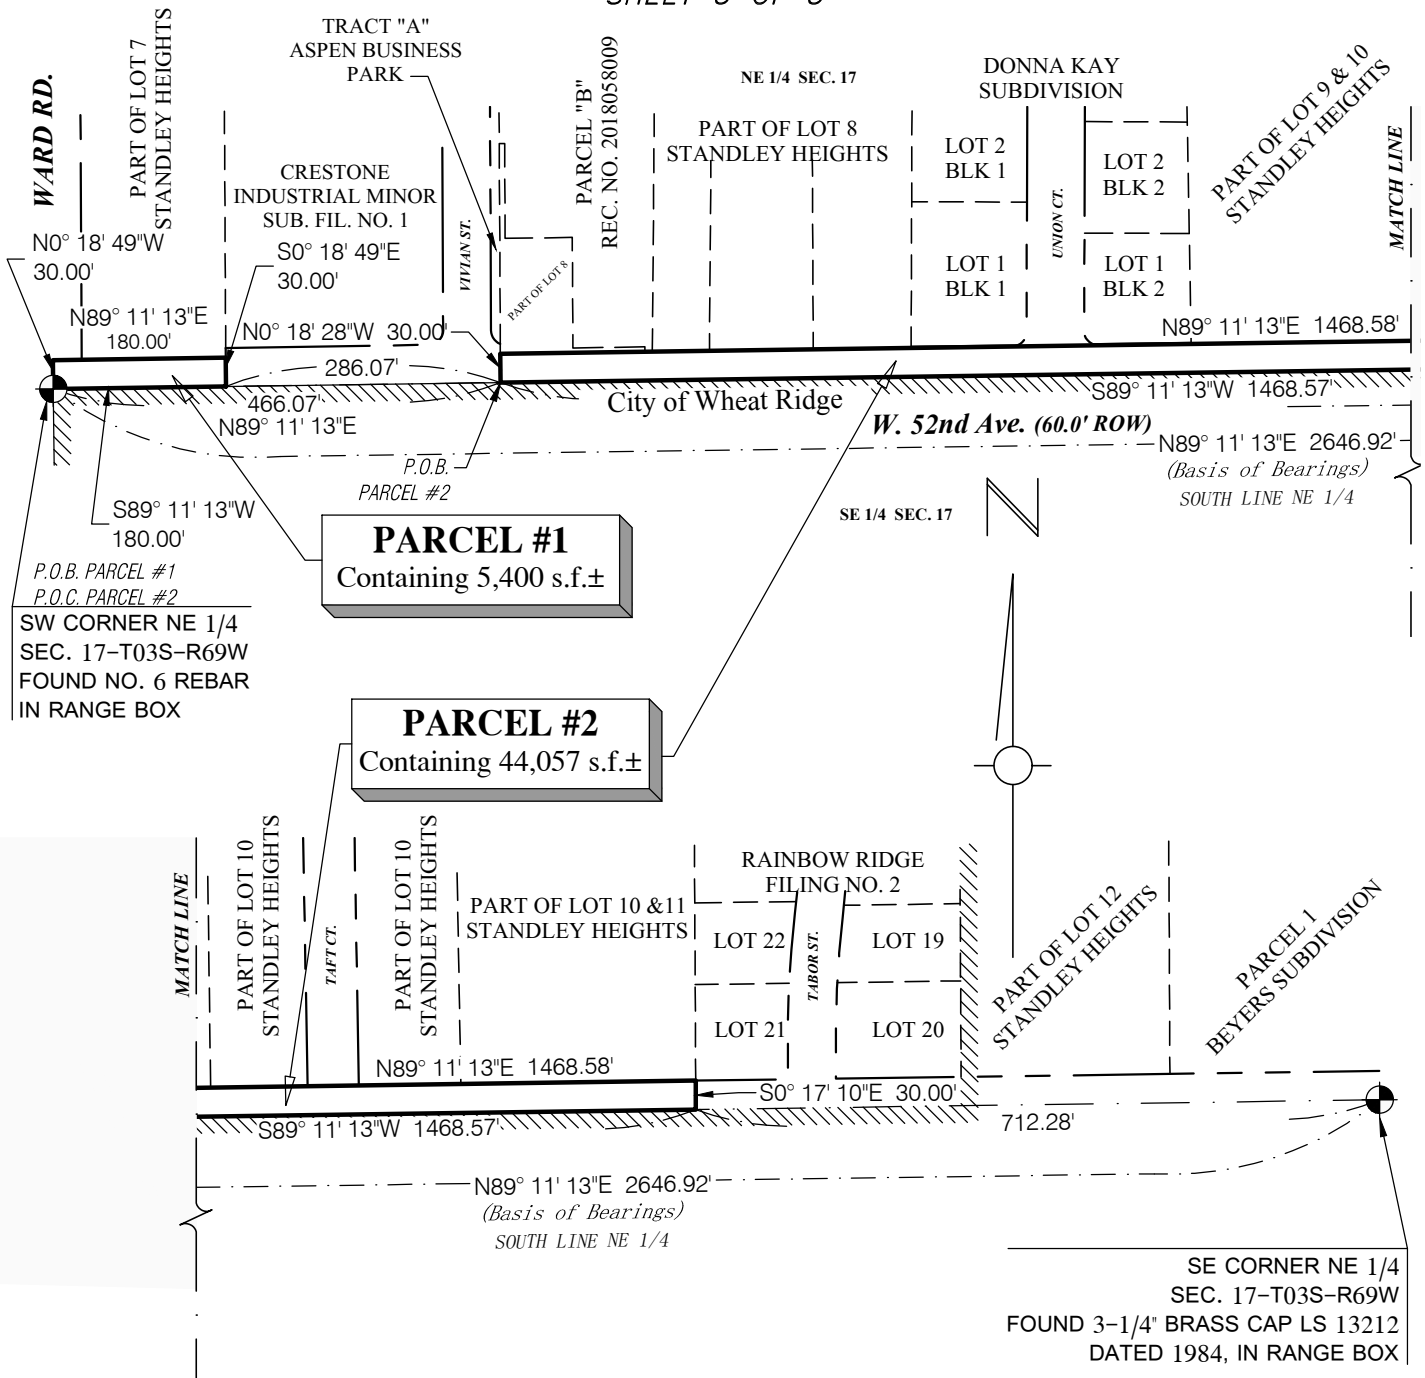 SHEET 3 OF 3
WARD RD.
PART OF LOT 7
STANDLEY HEIGHTS
TRACT "A"
ASPEN BUSINESS
PARK
PARCEL "B"
REC. NO. 2018058009
NE 1/4 SEC. 17
DONNA KAY
SUBDIVISION
PART OF LOT 9 & 10
STANDLEY HEIGHTS
MATCH LINE
PART OF LOT 8
STANDLEY HEIGHTS
LOT 2
BLK 1
LOT 2
BLK 2
CRESTONE
INDUSTRIAL MINOR
SUB. FIL. NO. 1
VIVIAN ST.
PART OF LOT 8
UNION CT.
LOT 1
BLK 1
LOT 1
BLK 2
N0° 18' 49"W
30.00'
S0° 18' 49"E
30.00'
N89° 11' 13"E
180.00'
N0° 18' 28"W 30.00'
N89° 11' 13"E 1468.58'
286.07'
466.07'
N89° 11' 13"E
City of Wheat Ridge
S89° 11' 13"W 1468.57'
W. 52nd Ave. (60.0' ROW)
N89° 11' 13"E 2646.92'
(Basis of Bearings)
SOUTH LINE NE 1/4
P.O.B.
PARCEL #2
S89° 11' 13"W
180.00'
SE 1/4 SEC. 17
N
PARCEL #1
Containing 5,400 s.f.±
P.O.B. PARCEL #1
P.O.C. PARCEL #2
SW CORNER NE 1/4
SEC. 17-T03S-R69W
FOUND NO. 6 REBAR
IN RANGE BOX
PARCEL #2
Containing 44,057 s.f.±
MATCH LINE
PART OF LOT 10
STANDLEY HEIGHTS
TAFT CT.
PART OF LOT 10
STANDLEY HEIGHTS
PART OF LOT 10 &11
STANDLEY HEIGHTS
RAINBOW RIDGE
FILING NO. 2
LOT 22
TABOR ST.
LOT 19
LOT 21
LOT 20
PART OF LOT 12
STANDLEY HEIGHTS
PARCEL 1
BEYERS SUBDIVISION
N89° 11' 13"E 1468.58'
S0° 17' 10"E 30.00'
S89° 11' 13"W 1468.57'
712.28'
N89° 11' 13"E 2646.92'
(Basis of Bearings)
SOUTH LINE NE 1/4
SE CORNER NE 1/4
SEC. 17-T03S-R69W
FOUND 3-1/4" BRASS CAP LS 13212
DATED 1984, IN RANGE BOX